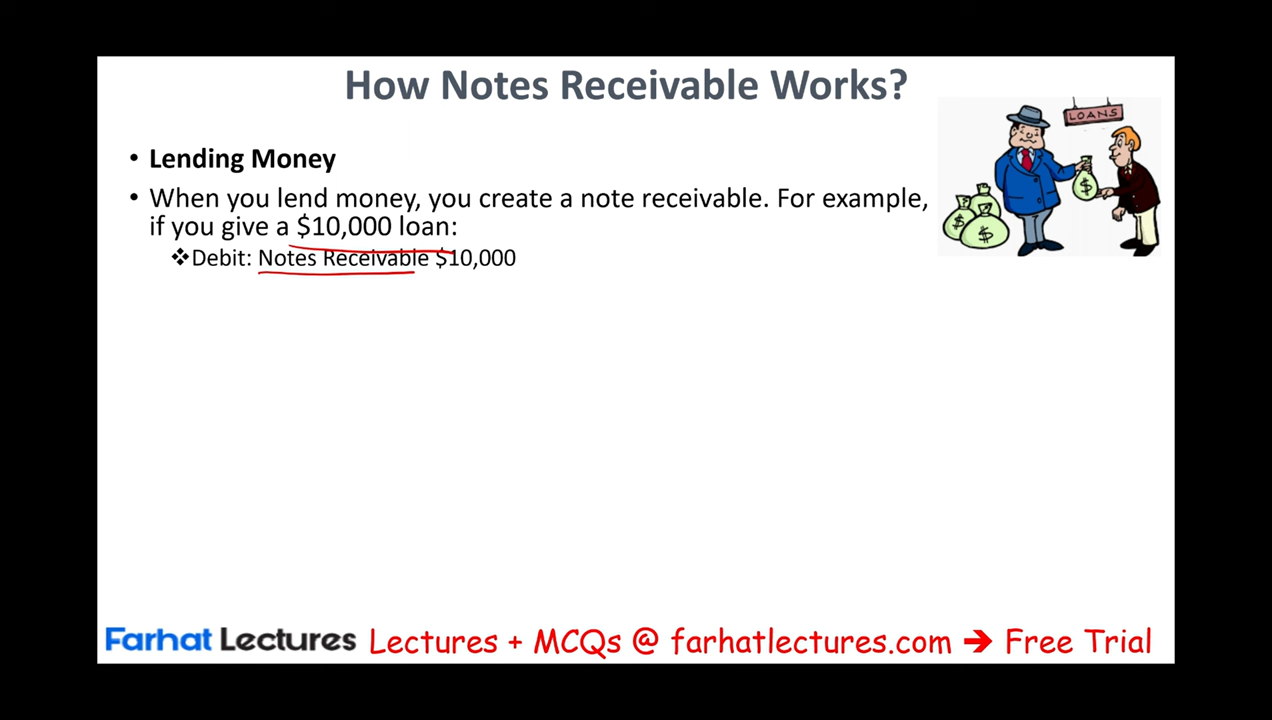 How Notes Receivable Works?
LOANS
• Lending Money
• When you lend money, you create a note receivable. For example,
if you give a $10,000 loan:
❖Debit: Notes Receivable $10,000
$
$
$
Farhat Lectures Lectures + MCQs @ farhatlectures.com ➔ Free Trial